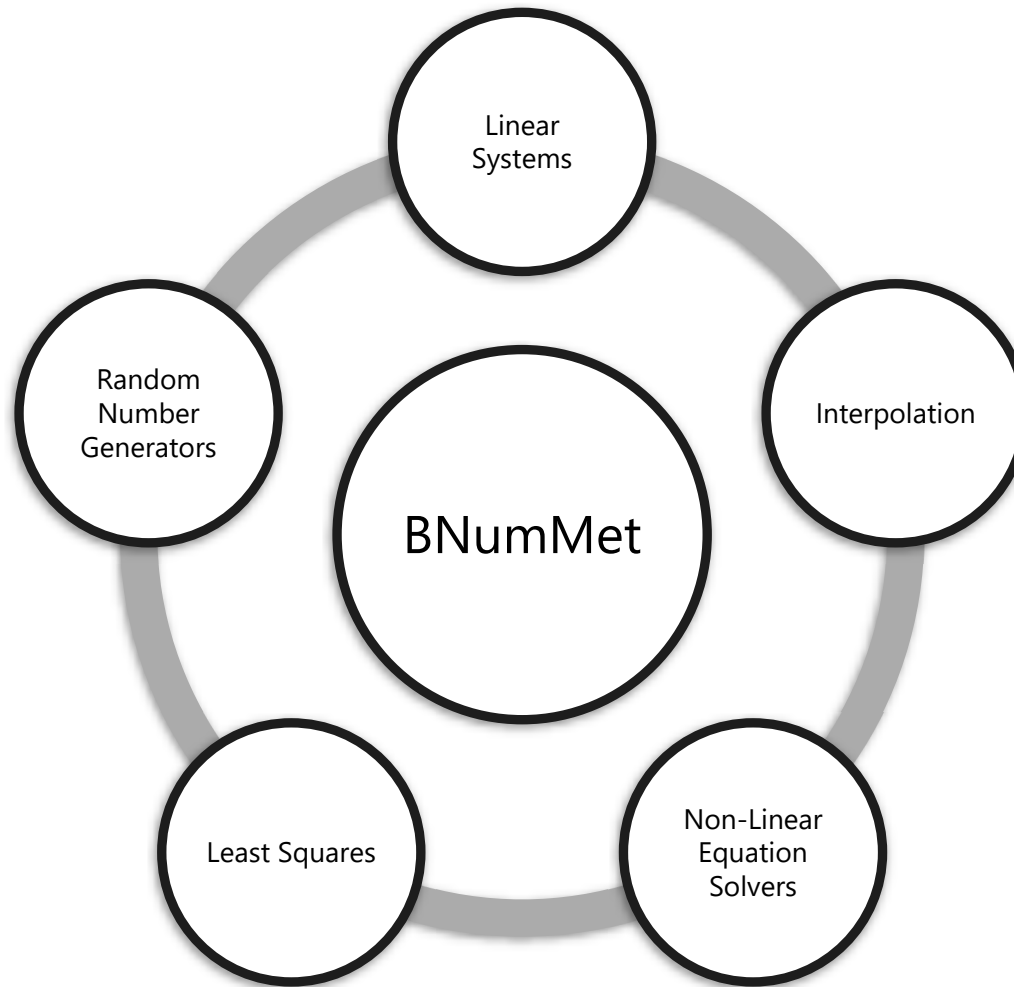 Linear
Systems
Random
Number
Generators
Interpolation
BNumMet
Least Squares
Non-Linear
Equation
Solvers